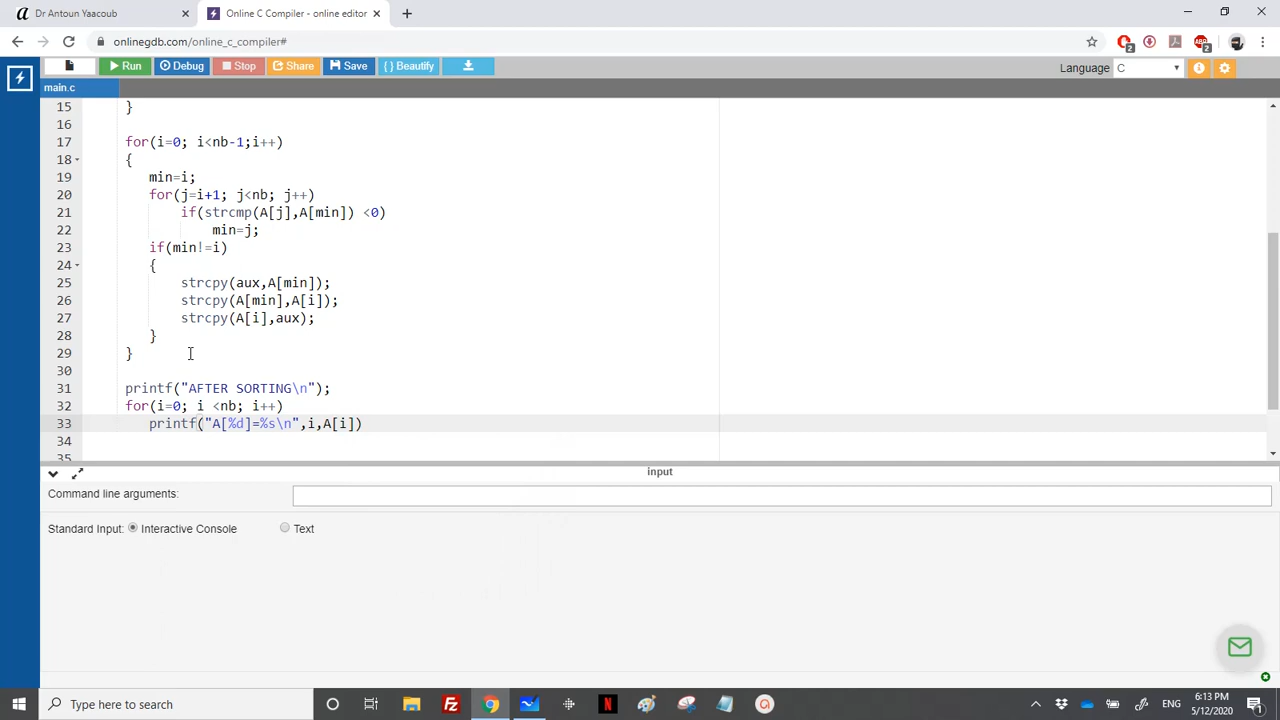 Dr Antoun Yaacoub
Online C Compiler - online editor
onlinegdb.com/online_c_compiler#
Run Debug Stop Share Save { } Beautify Language C
main.c
15 }
16
17 for(i=0; i<nb-1;i++)
18 {
19 min=i;
20 for(j=i+1; j<nb; j++)
21 if(strcmp(A[j],A[min]) <0)
22 min=j;
23 if(min!=i)
24 {
25 strcpy(aux,A[min]);
26 strcpy(A[min],A[i]);
27 strcpy(A[i],aux);
28 }
29 }
30
31 printf("AFTER SORTING\n");
32 for(i=0; i <nb; i++)
33 printf("A[%d]=%s\n",i,A[i])
34
35
input
Command line arguments:
Standard Input: Interactive Console Text
Type here to search
ENG
6:13 PM
5/12/2020